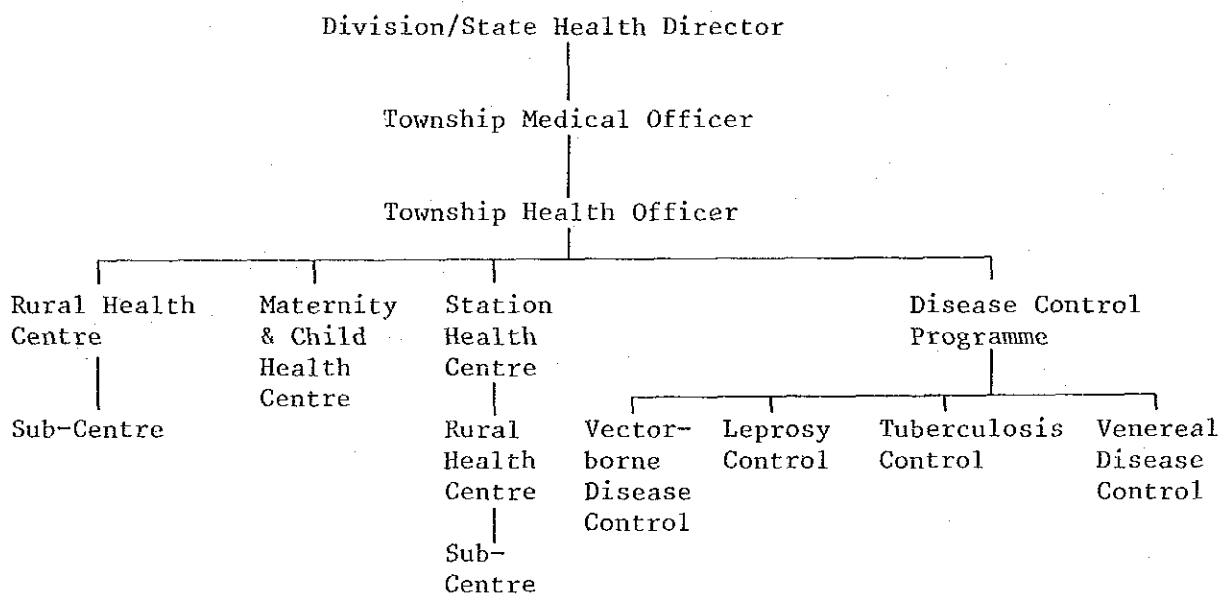 Division/State Health Director
Township Medical Officer
Township Health Officer
Rural Health
Centre
Maternity
& Child
Health
Centre
Station
Health
Centre
Disease Control
Programme
Sub-Centre
Rural
Health
Centre
Vector-
borne
Disease
Control
Leprosy
Control
Tuberculosis
Control
Venereal
Disease
Control
Sub-
Centre